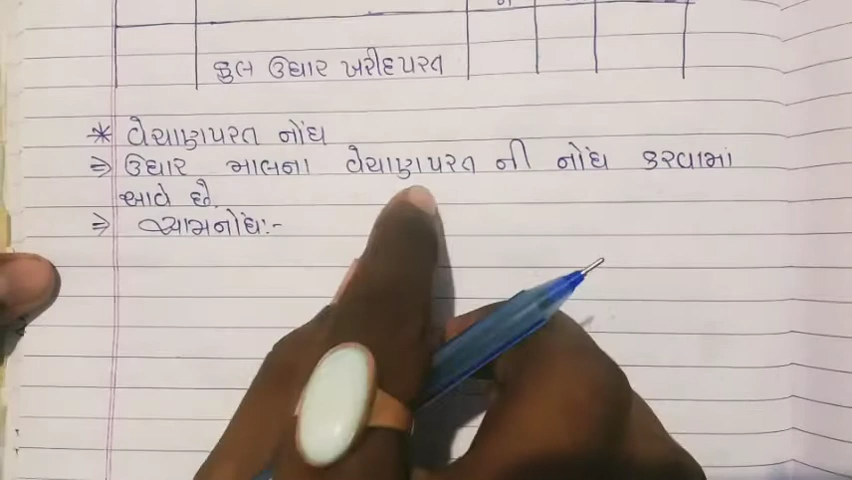 કુલ ઉધાર ખરીદપરત
* વેચાણપરત નોંધ
⇒ ઉધાર માલના વેચાણપરત ની નોંધ કરવામાં
આવે છે.
⇒ આમનોંધ:-